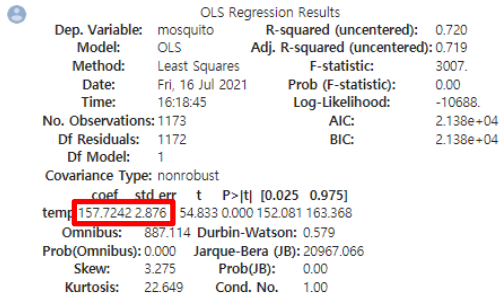 OLS Regression Results
Dep. Variable: mosquito R-squared (uncentered): 0.720
Model: OLS Adj. R-squared (uncentered): 0.719
Method: Least Squares F-statistic: 3007.
Date: Fri, 16 Jul 2021 Prob (F-statistic): 0.00
Time: 16:18:45 Log-Likelihood: -10688.
No. Observations: 1173 AIC: 2.138e+04
Df Residuals: 1172 BIC: 2.138e+04
Df Model: 1
Covariance Type: nonrobust
coef std err t P>|t| [0.025 0.975]
temp 157.7242 2.876 54.833 0.000 152.081 163.368
Omnibus: 887.114 Durbin-Watson: 0.579
Prob(Omnibus): 0.000 Jarque-Bera (JB): 20967.066
Skew: 3.275 Prob(JB): 0.00
Kurtosis: 22.649 Cond. No. 1.00